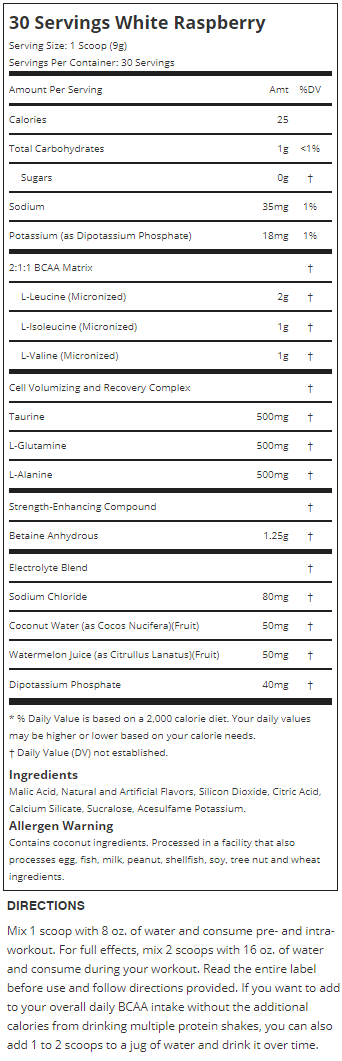 30 Servings White Raspberry
Serving Size: 1 Scoop (9g)
Servings Per Container: 30 Servings
Amount Per Serving Amt %DV
Calories 25
Total Carbohydrates 1g <1%
Sugars 0g †
Sodium 35mg 1%
Potassium (as Dipotassium Phosphate) 18mg 1%
2:1:1 BCAA Matrix †
L-Leucine (Micronized) 2g †
L-Isoleucine (Micronized) 1g †
L-Valine (Micronized) 1g †
Cell Volumizing and Recovery Complex †
Taurine 500mg †
L-Glutamine 500mg †
L-Alanine 500mg †
Strength-Enhancing Compound †
Betaine Anhydrous 1.25g †
Electrolyte Blend †
Sodium Chloride 80mg †
Coconut Water (as Cocos Nucifera)(Fruit) 50mg †
Watermelon Juice (as Citrullus Lanatus)(Fruit) 50mg †
Dipotassium Phosphate 40mg †
* % Daily Value is based on a 2,000 calorie diet. Your daily values
may be higher or lower based on your calorie needs.
† Daily Value (DV) not established.
Ingredients
Malic Acid, Natural and Artificial Flavors, Silicon Dioxide, Citric Acid,
Calcium Silicate, Sucralose, Acesulfame Potassium.
Allergen Warning
Contains coconut ingredients. Processed in a facility that also
processes egg, fish, milk, peanut, shellfish, soy, tree nut and wheat
ingredients.
DIRECTIONS
Mix 1 scoop with 8 oz. of water and consume pre- and intra-
workout. For full effects, mix 2 scoops with 16 oz. of water
and consume during your workout. Read the entire label
before use and follow directions provided. If you want to add
to your overall daily BCAA intake without the additional
calories from drinking multiple protein shakes, you can also
add 1 to 2 scoops to a jug of water and drink it over time.